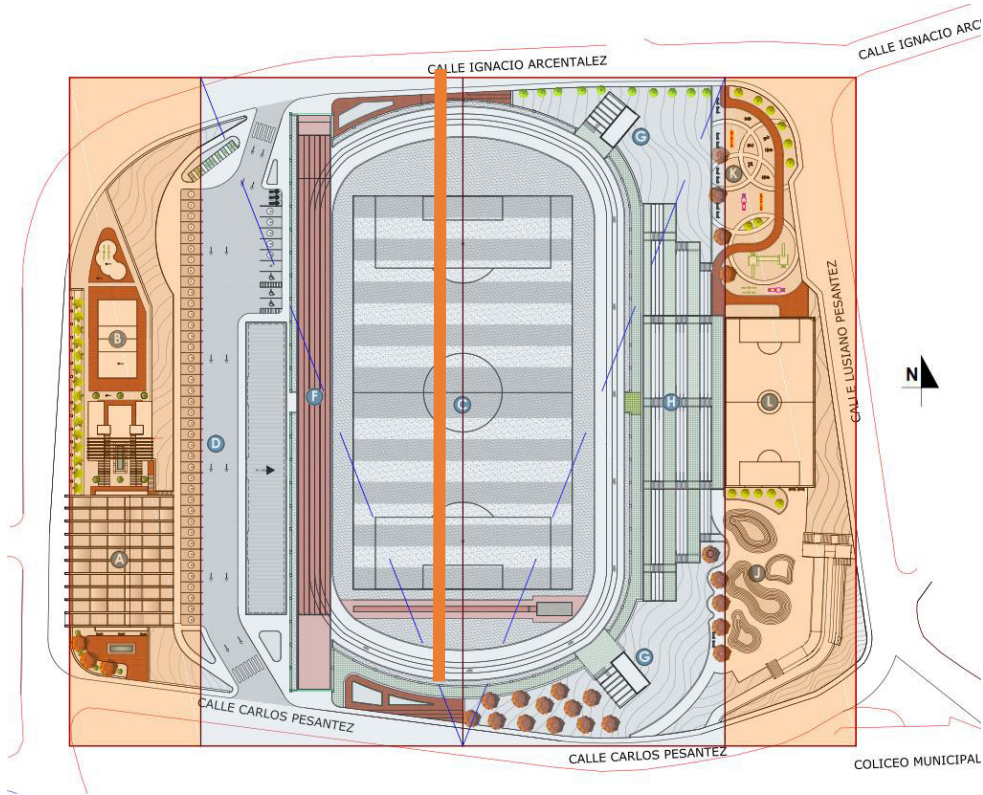 CALLE IGNACIO ARCENTALEZ
CALLE IGNACIO ARC
G
K
B
CALLE LUSIANO PESANTEZ
N
F
C
H
L
D
A
J
G
CALLE CARLOS PESANTEZ
CALLE CARLOS PESANTEZ
COLICEO MUNICIPAL